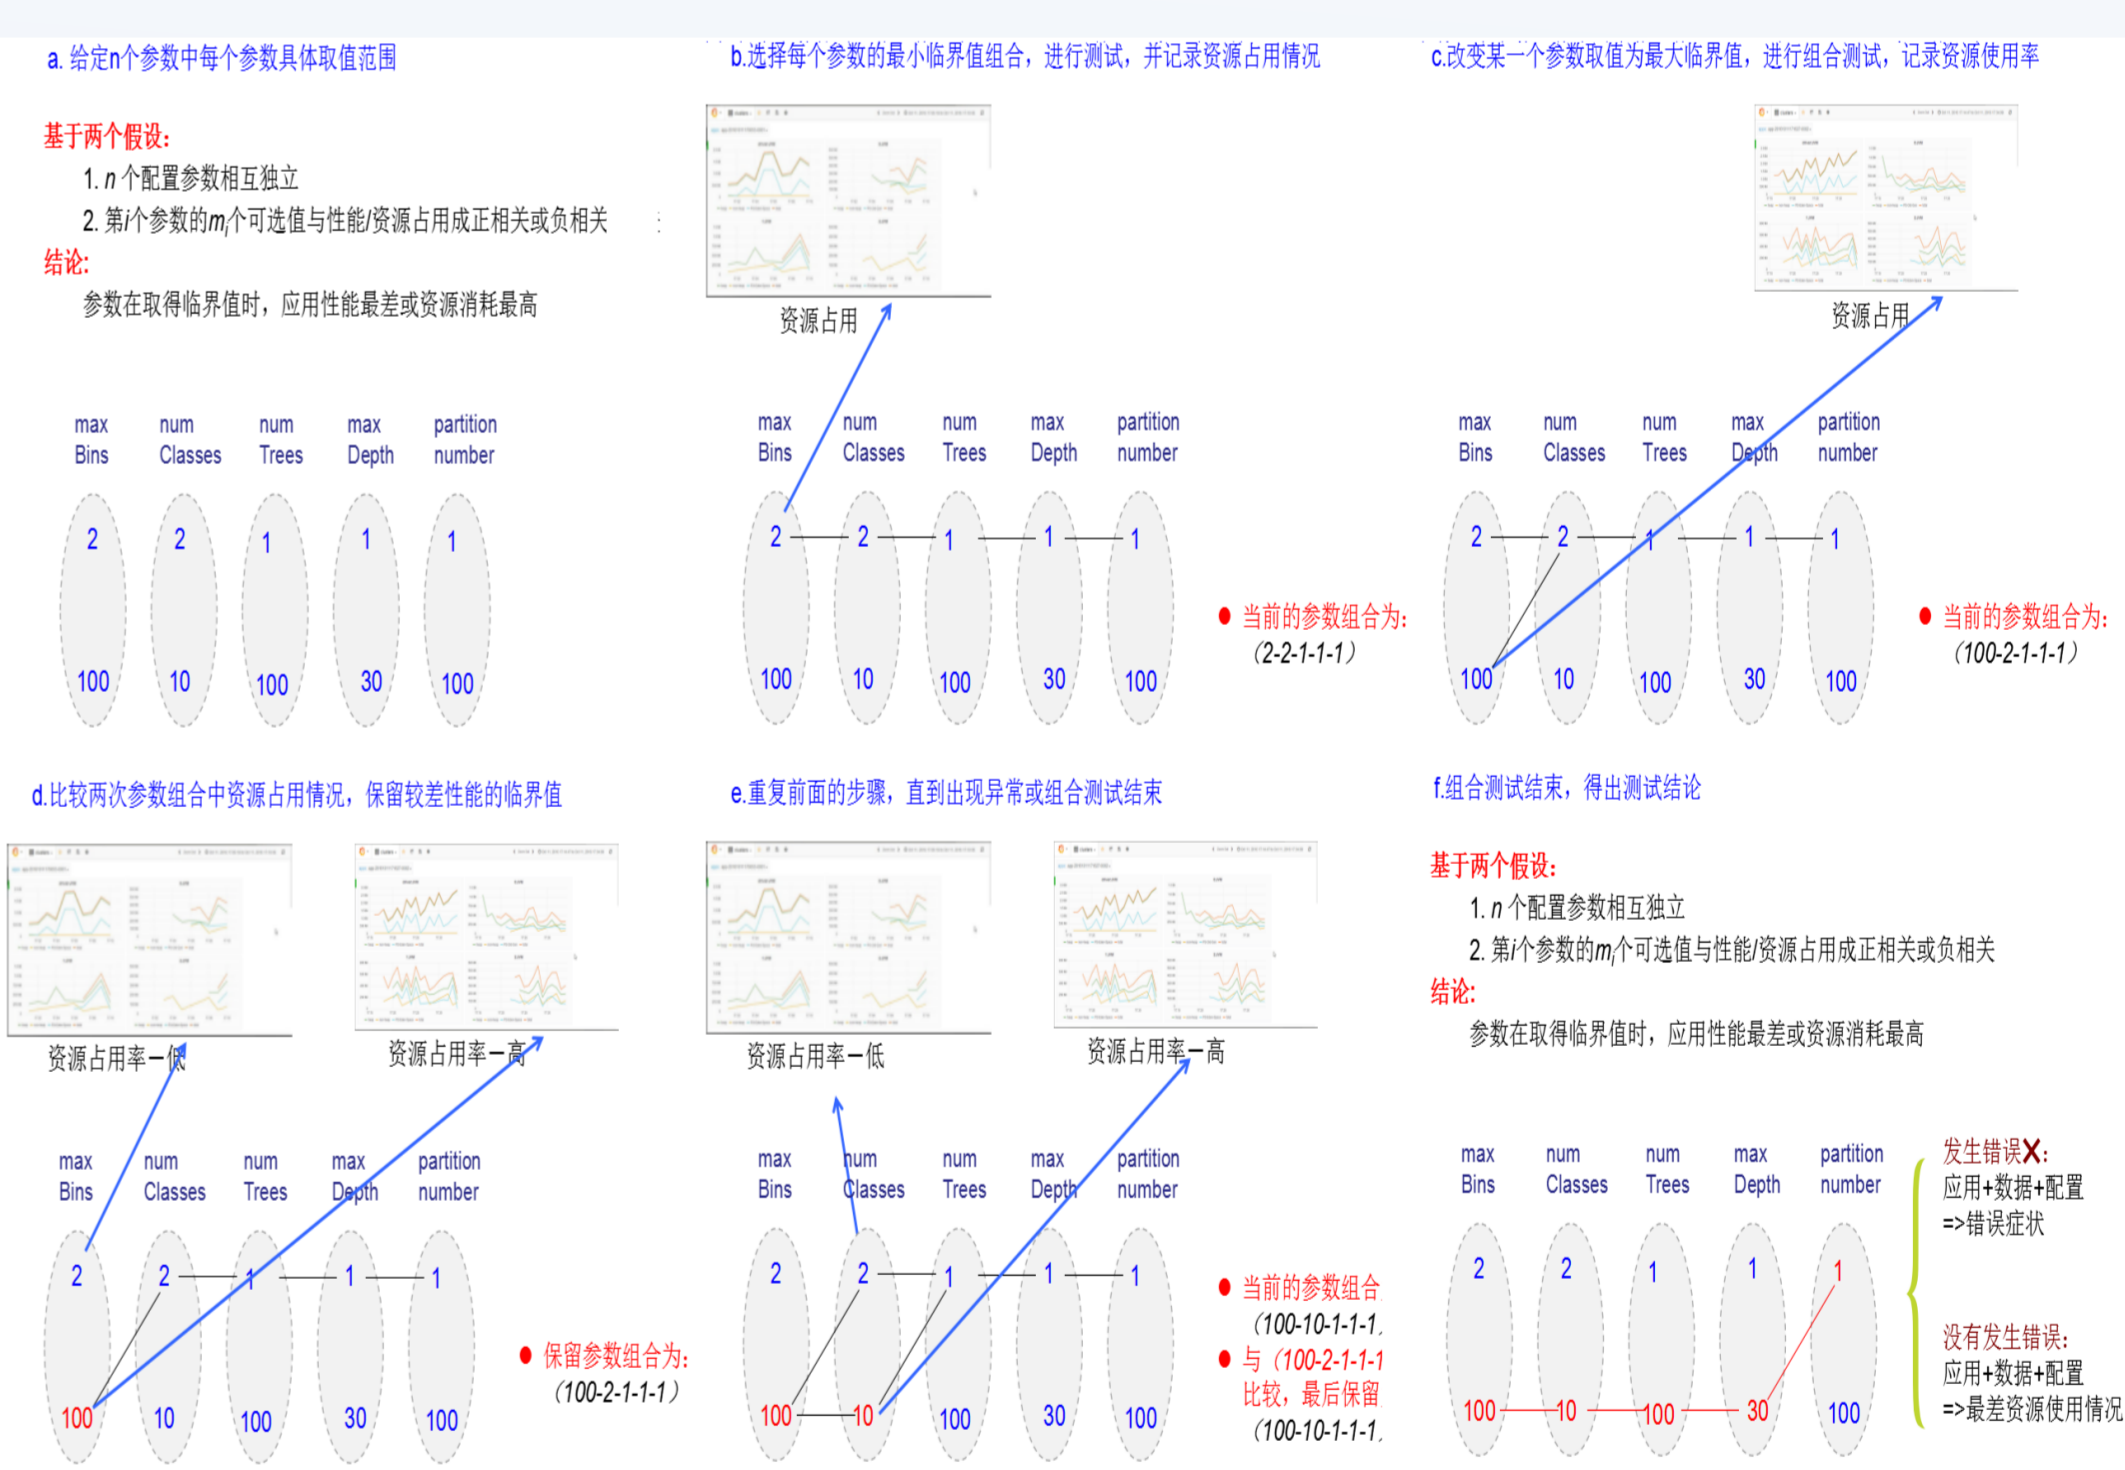 a. 给定n个参数中每个参数具体取值范围
基于两个假设:
1. n 个配置参数相互独立
2. 第i个参数的mi个可选值与性能/资源占用成正相关或负相关
结论:
参数在取得临界值时，应用性能最差或资源消耗最高
max num num max partition
Bins Classes Trees Depth number
2 2 1 1 1
100 10 100 30 100
b.选择每个参数的最小临界值组合，进行测试，并记录资源占用情况
资源占用
max num num max partition
Bins Classes Trees Depth number
2 2 1 1 1
100 10 100 30 100
● 当前的参数组合为:
（2-2-1-1-1）
c.改变某一个参数取值为最大临界值，进行组合测试，记录资源使用率
资源占用
max num num max partition
Bins Classes Trees Depth number
2 2 1 1 1
100 10 100 30 100
● 当前的参数组合为:
（100-2-1-1-1）
d.比较两次参数组合中资源占用情况，保留较差性能的临界值
资源占用率—低 资源占用率—高
max num num max partition
Bins Classes Trees Depth number
2 2 1 1 1
100 10 100 30 100
● 保留参数组合为:
（100-2-1-1-1）
e.重复前面的步骤，直到出现异常或组合测试结束
资源占用率—低 资源占用率—高
max num num max partition
Bins Classes Trees Depth number
2 2 1 1 1
100 10 100 30 100
● 当前的参数组合
（100-10-1-1-1
● 与（100-2-1-1-1
比较，最后保留
（100-10-1-1-1
f.组合测试结束，得出测试结论
基于两个假设:
1. n 个配置参数相互独立
2. 第i个参数的mi个可选值与性能/资源占用成正相关或负相关
结论:
参数在取得临界值时，应用性能最差或资源消耗最高
max num num max partition
Bins Classes Trees Depth number
2 2 1 1 1
100 10 100 30 100
发生错误✕:
应用+数据+配置
=>错误症状
没有发生错误:
应用+数据+配置
=>最差资源使用情况